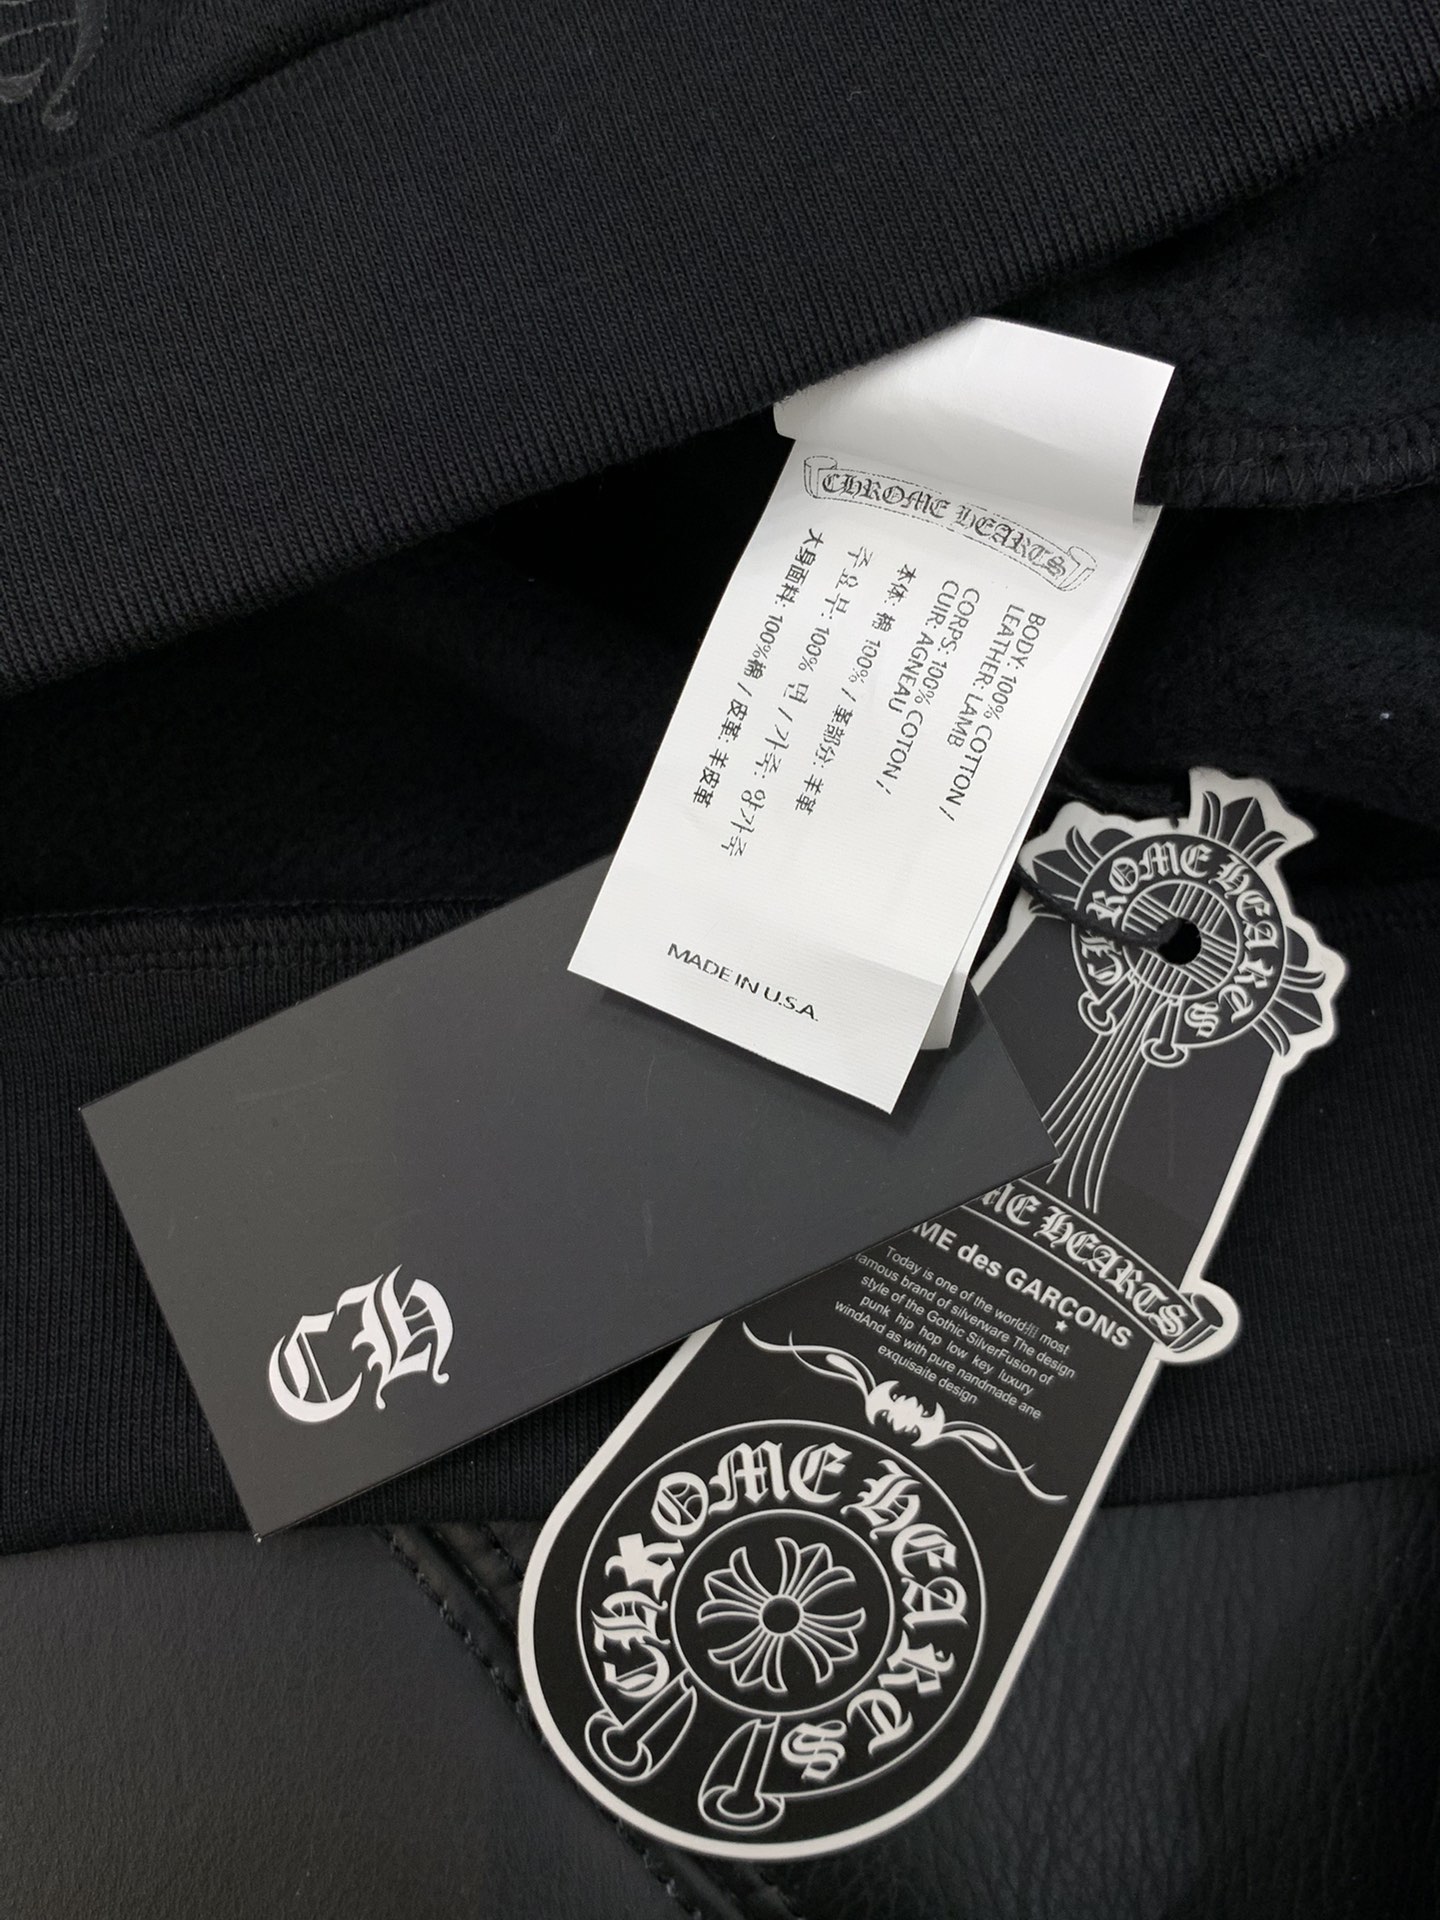 CHROME HEARTS
BODY: 100% COTTON /
LEATHER: LAMB
CORPS: 100% COTON /
CUIR: AGNEAU
本体: 棉 100% / 革部分: 羊革
주요부: 100% 면 / 가죽: 양가죽
大身面料: 100%棉 / 皮革: 羊皮革
MADE IN U.S.A.
CH
CHROME HEARTS
ME HEARTS
ME des GARÇONS
Today is one of the world most
famous brand of silverware The design
style of the Gothic SilverFusion of
punk hip hop low key luxury
windAnd as with pure nandmade ane
exquisaite design
CHROME HEARTS